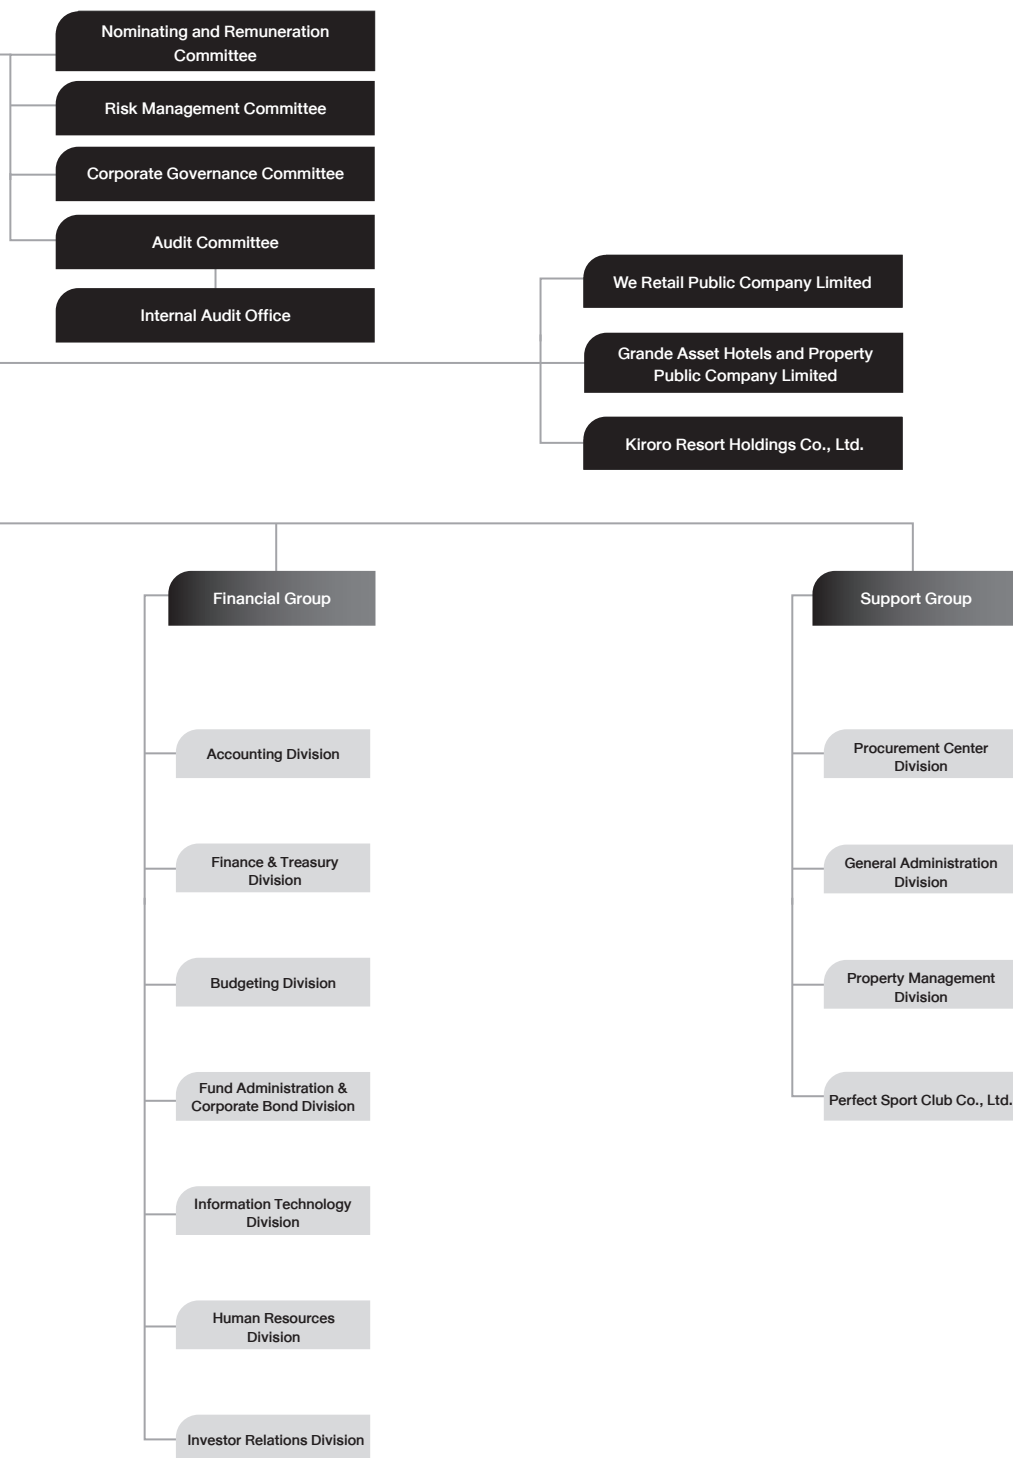 Nominating and Remuneration
Committee
Risk Management Committee
Corporate Governance Committee
Audit Committee
Internal Audit Office
We Retail Public Company Limited
Grande Asset Hotels and Property
Public Company Limited
Kiroro Resort Holdings Co., Ltd.
Financial Group
Accounting Division
Finance & Treasury
Division
Budgeting Division
Fund Administration &
Corporate Bond Division
Information Technology
Division
Human Resources
Division
Investor Relations Division
Support Group
Procurement Center
Division
General Administration
Division
Property Management
Division
Perfect Sport Club Co., Ltd.